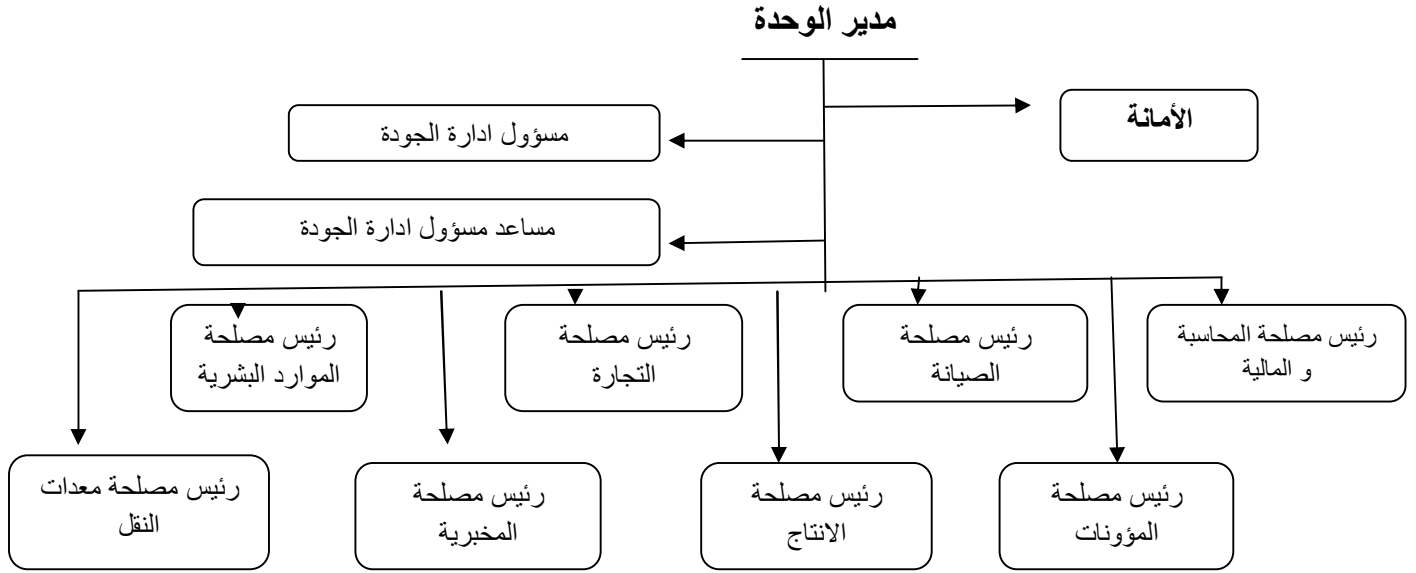 مدير الوحدة
الأمانة
مسؤول ادارة الجودة
مساعد مسؤول ادارة الجودة
رئيس مصلحة المحاسبة
و المالية
رئيس مصلحة
الصيانة
رئيس مصلحة
التجارة
رئيس مصلحة
الموارد البشرية
رئيس مصلحة
المؤونات
رئيس مصلحة
الانتاج
رئيس مصلحة
المخبرية
رئيس مصلحة معدات
النقل